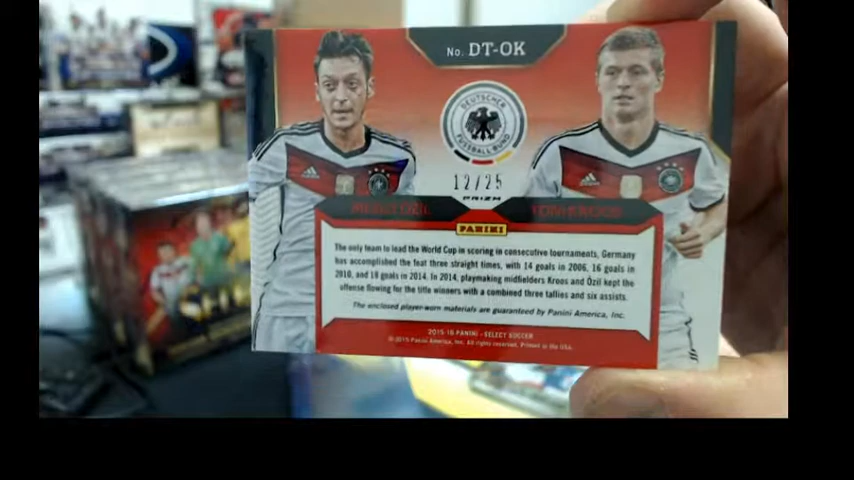 No. DT-OK
DEUTSCHER
FUSSBALL-BUND
12/25
PRIZM
MESUT ÖZIL
TONI KROOS
PANINI
The only team to lead the World Cup in scoring in consecutive tournaments, Germany
has accomplished the feat three straight times, with 14 goals in 2006, 16 goals in
2010, and 18 goals in 2014. In 2014, playmaking midfielders Kroos and Özil kept the
offense flowing for the title winners with a combined three tallies and six assists.
The enclosed player-worn materials are guaranteed by Panini America, Inc.
2015-16 PANINI - SELECT SOCCER
© 2015 Panini America, Inc. All rights reserved. Printed in the USA.